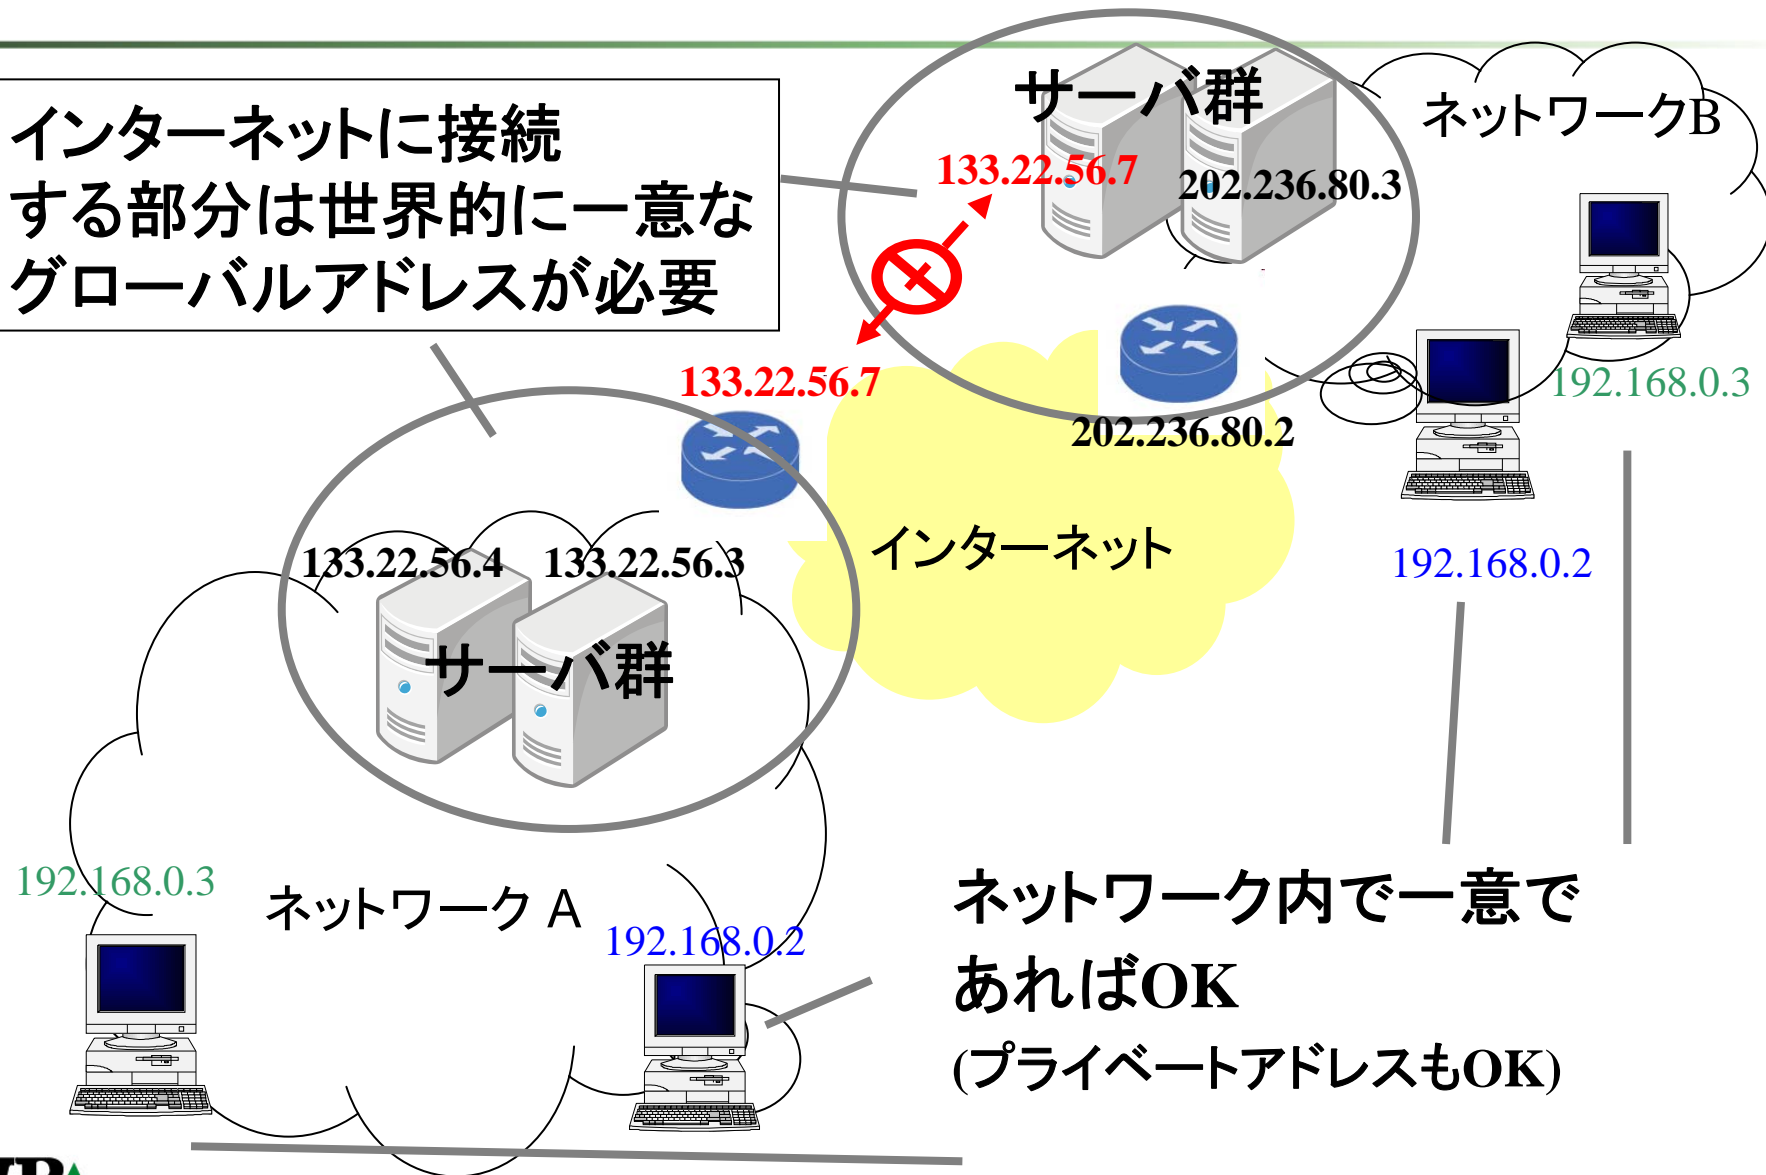 インターネットに接続
する部分は世界的に一意な
グローバルアドレスが必要
サーバ群
133.22.56.7
202.236.80.3
ネットワークB
192.168.0.3
133.22.56.7
202.236.80.2
192.168.0.2
インターネット
133.22.56.4
133.22.56.3
サーバ群
192.168.0.3
ネットワーク A
192.168.0.2
ネットワーク内で一意で
あればOK
(プライベートアドレスもOK)